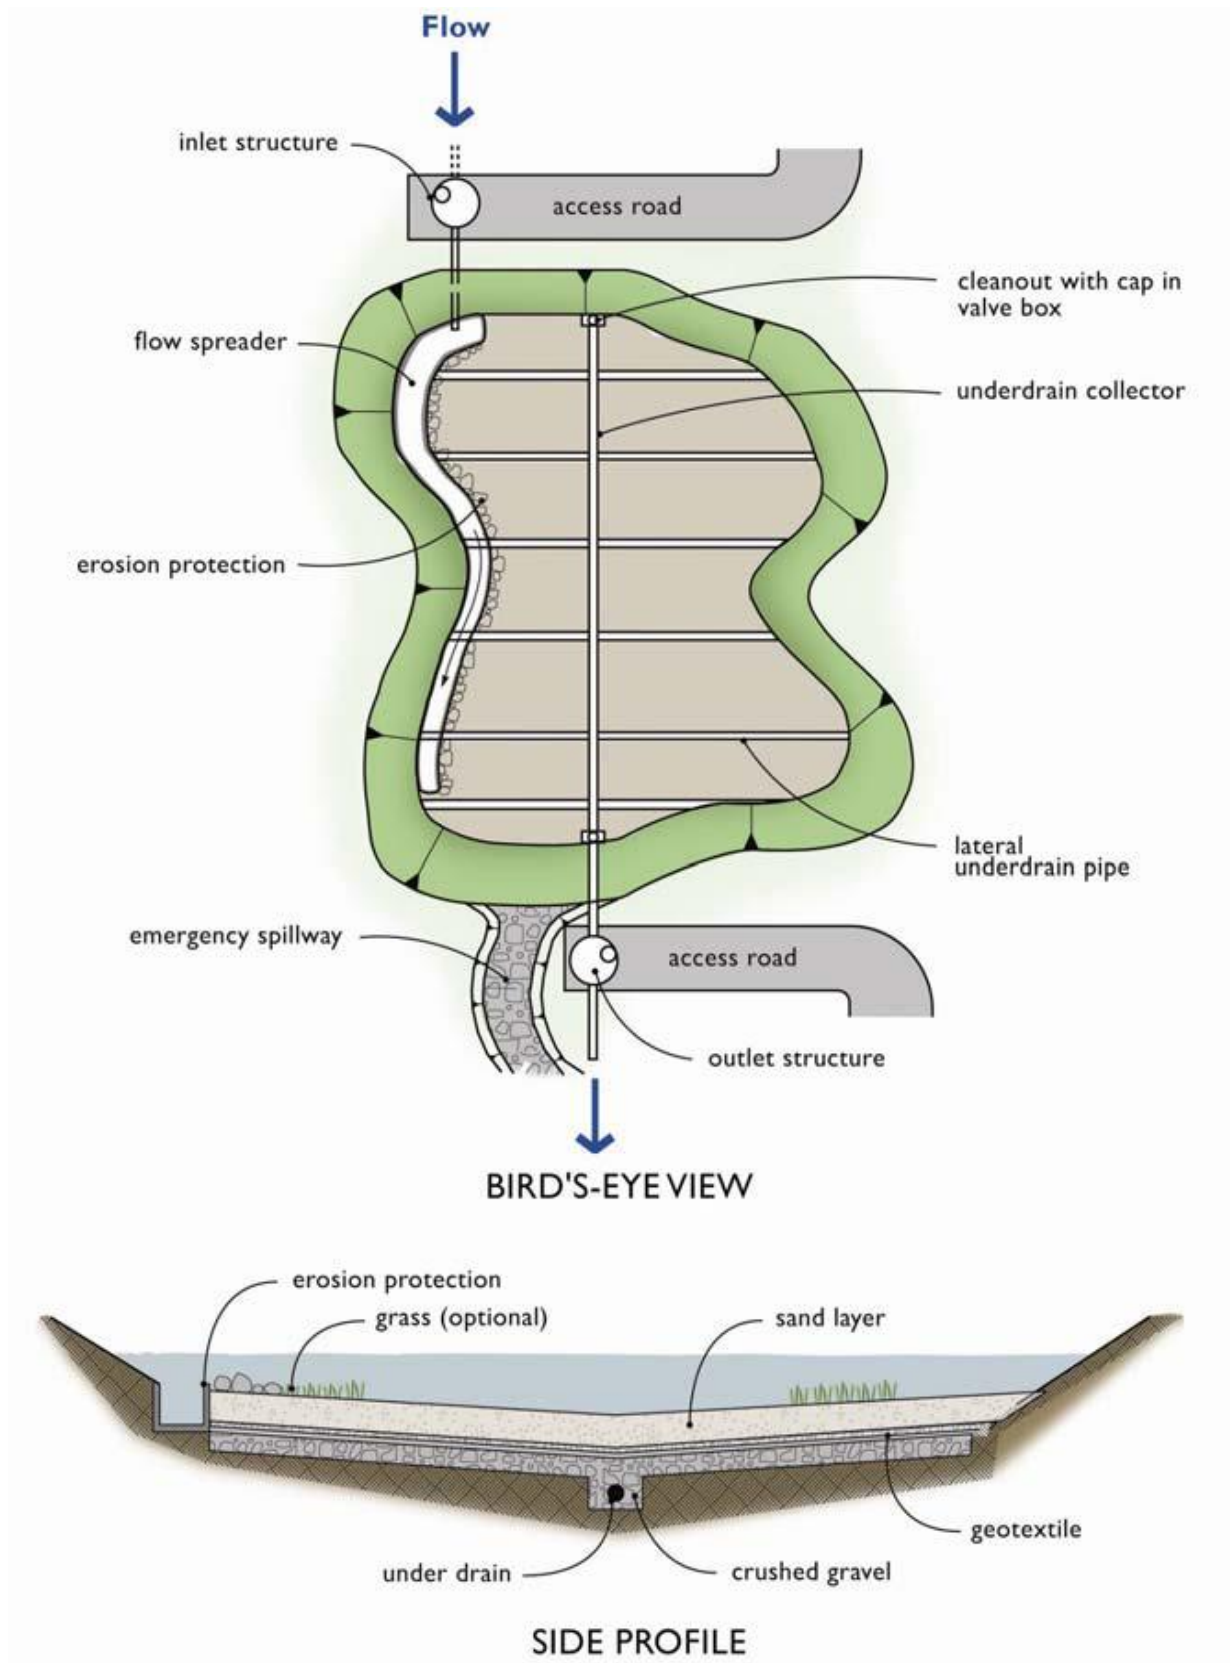 Flow
inlet structure
access road
cleanout with cap in
valve box
flow spreader
underdrain collector
erosion protection
lateral
underdrain pipe
emergency spillway
access road
outlet structure
BIRD'S-EYE VIEW
erosion protection
grass (optional)
sand layer
geotextile
under drain
crushed gravel
SIDE PROFILE